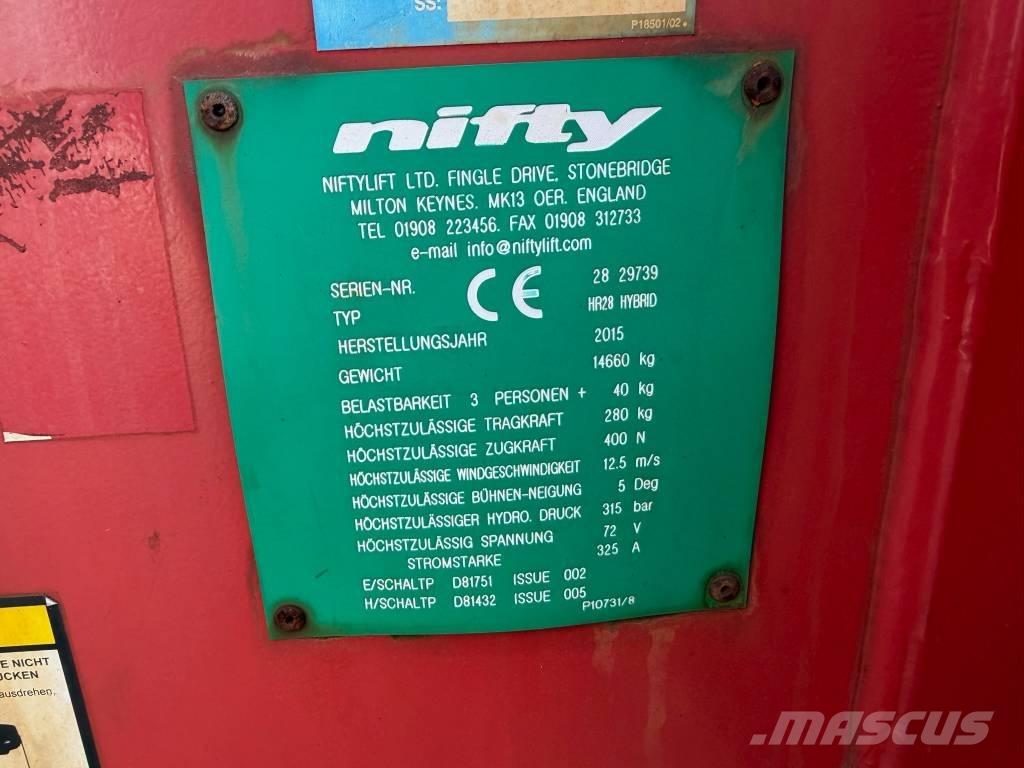 SS:
P18501/02
nifty
NIFTYLIFT LTD. FINGLE DRIVE. STONEBRIDGE
MILTON KEYNES. MK13 OER. ENGLAND
TEL 01908 223456. FAX 01908 312733
e-mail info@niftylift.com
SERIEN-NR. CE 28 29739
TYP HR28 HYBRID
HERSTELLUNGSJAHR 2015
GEWICHT 14660 kg
BELASTBARKEIT 3 PERSONEN + 40 kg
HÖCHSTZULÄSSIGE TRAGKRAFT 280 kg
HÖCHSTZULÄSSIGE ZUGKRAFT 400 N
HÖCHSTZULÄSSIGE WINDGESCHWINDIGKEIT 12.5 m/s
HÖCHSTZULÄSSIGE BÜHNEN-NEIGUNG 5 Deg
HÖCHSTZULÄSSIGER HYDRO. DRUCK 315 bar
HÖCHSTZULÄSSIG SPANNUNG 72 V
STROMSTARKE 325 A
E/SCHALTP D81751 ISSUE 002
H/SCHALTP D81432 ISSUE 005
P10731/8
E NICHT
CKEN
ausdrehen,
MASCUS